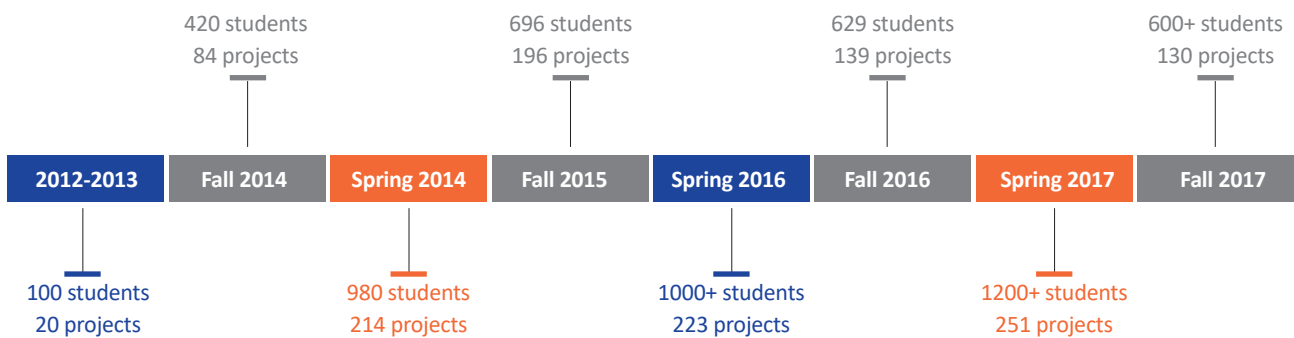 420 students
84 projects
696 students
196 projects
629 students
139 projects
600+ students
130 projects
2012-2013
Fall 2014
Spring 2014
Fall 2015
Spring 2016
Fall 2016
Spring 2017
Fall 2017
100 students
20 projects
980 students
214 projects
1000+ students
223 projects
1200+ students
251 projects